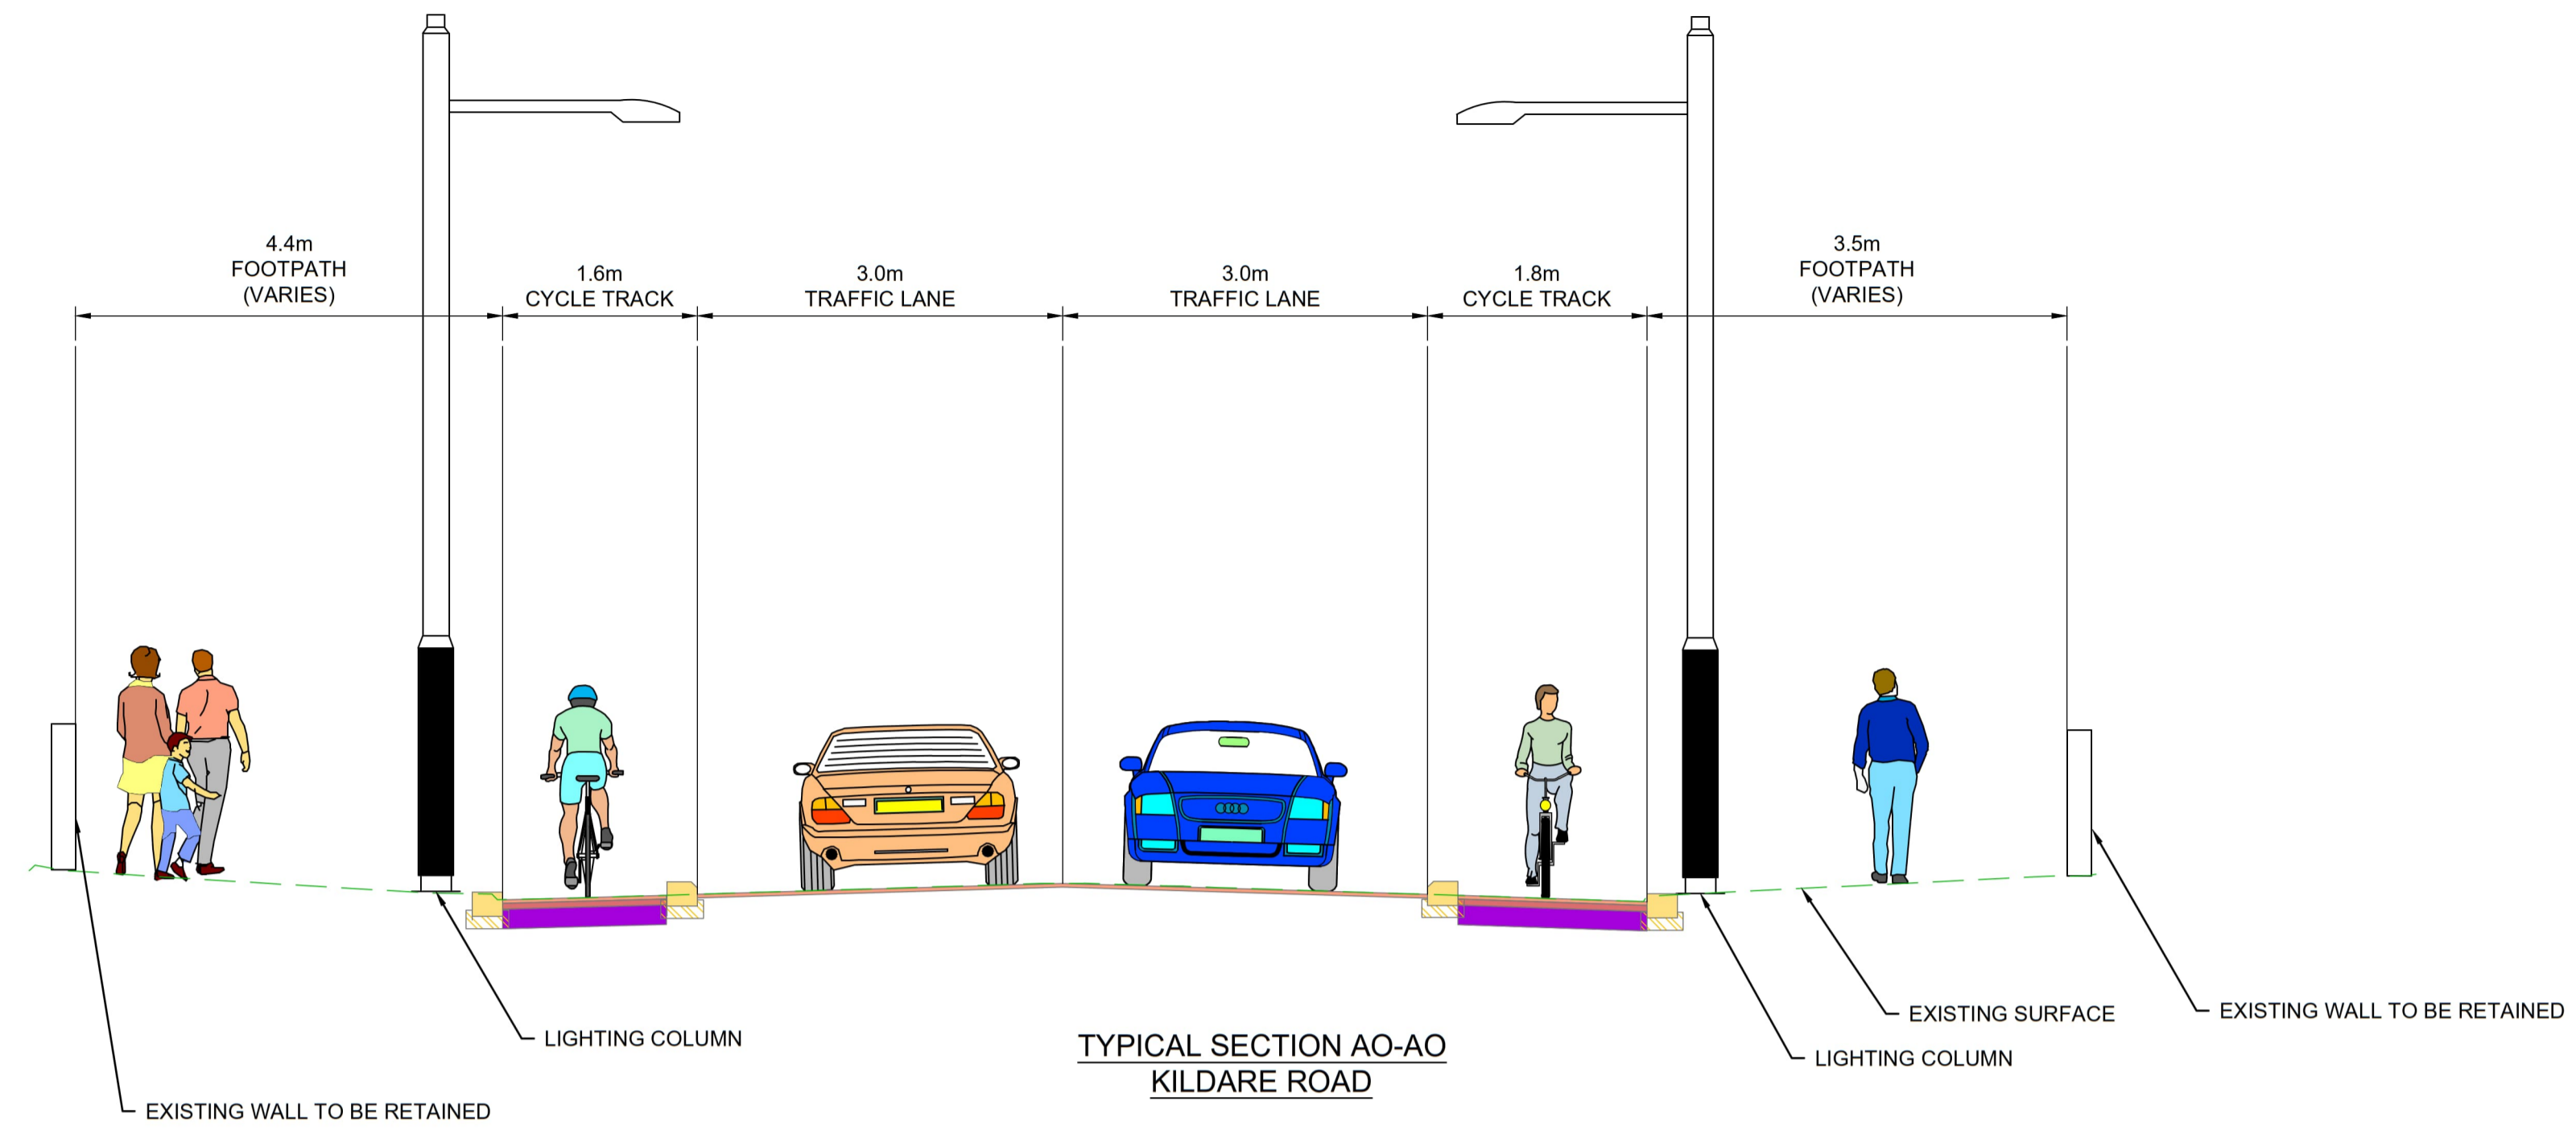 4.4m
FOOTPATH
(VARIES)
1.6m
CYCLE TRACK
3.0m
TRAFFIC LANE
3.0m
TRAFFIC LANE
1.8m
CYCLE TRACK
3.5m
FOOTPATH
(VARIES)
EXISTING WALL TO BE RETAINED
LIGHTING COLUMN
TYPICAL SECTION AO-AO
KILDARE ROAD
LIGHTING COLUMN
EXISTING SURFACE
EXISTING WALL TO BE RETAINED